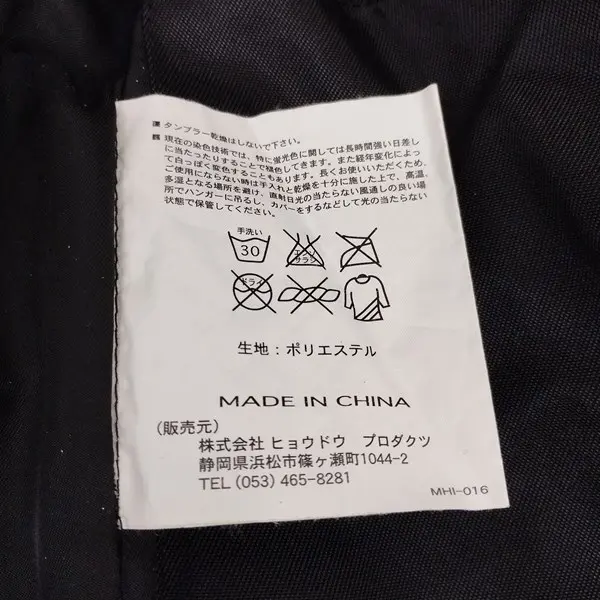 タンブラー乾燥はしないで下さい。
現在の染色技術では、特に蛍光色に関しては長時間強い日差し
に当たったりすることで褪色してきます。また経年変化によっ
て白っぽく変色することもあります。長くお使いいただくため、
ご使用にならない時は手入れと乾燥を十分に施した上で、高温、
多湿となる場所を避け、直射日光の当たらない風通しの良い場
所でハンガーに吊るし、カバーをするなどして光の当たらない
状態で保管してください。
手洗い
30
エンソ
サラシ
ドライ
生地：ポリエステル
MADE IN CHINA
（販売元）
株式会社 ヒョウドウ プロダクツ
静岡県浜松市篠ヶ瀬町1044-2
TEL (053) 465-8281
MHI-016